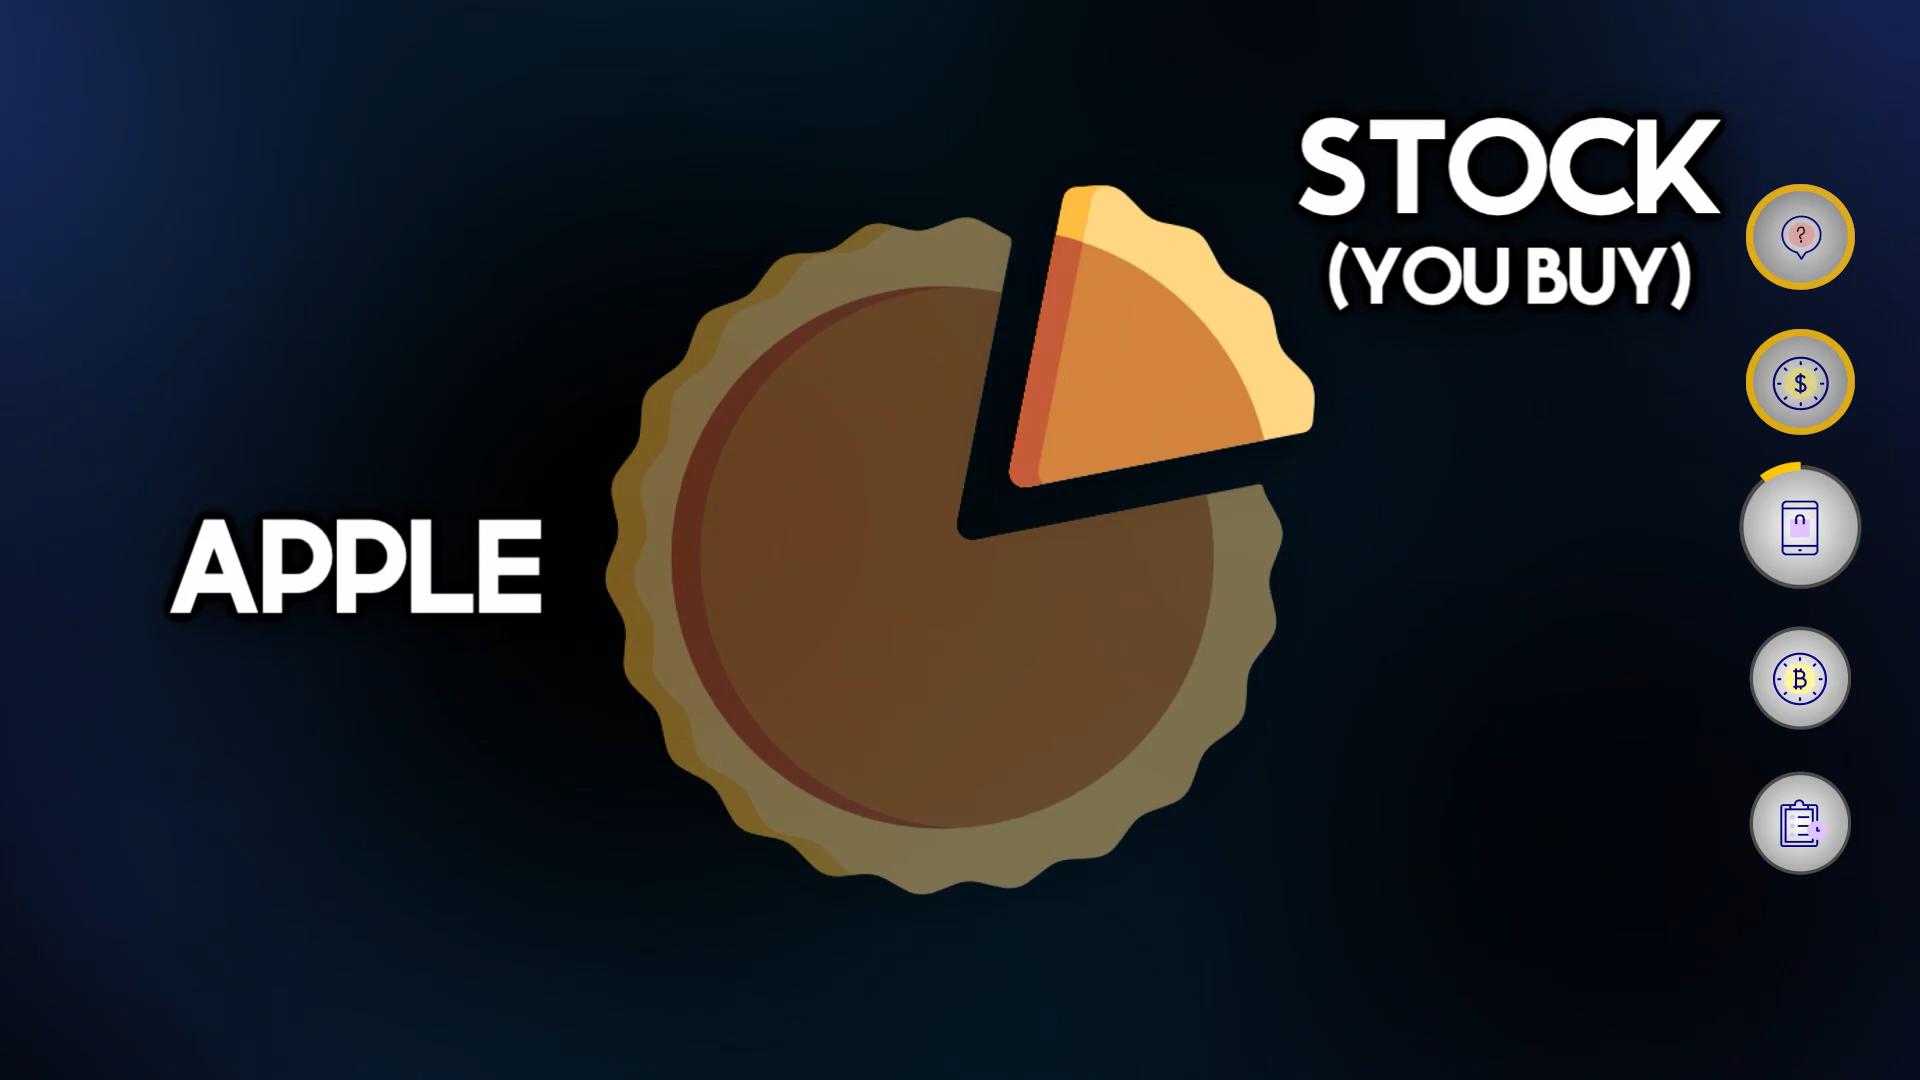 STOCK
(YOU BUY)
?
$
APPLE
₿